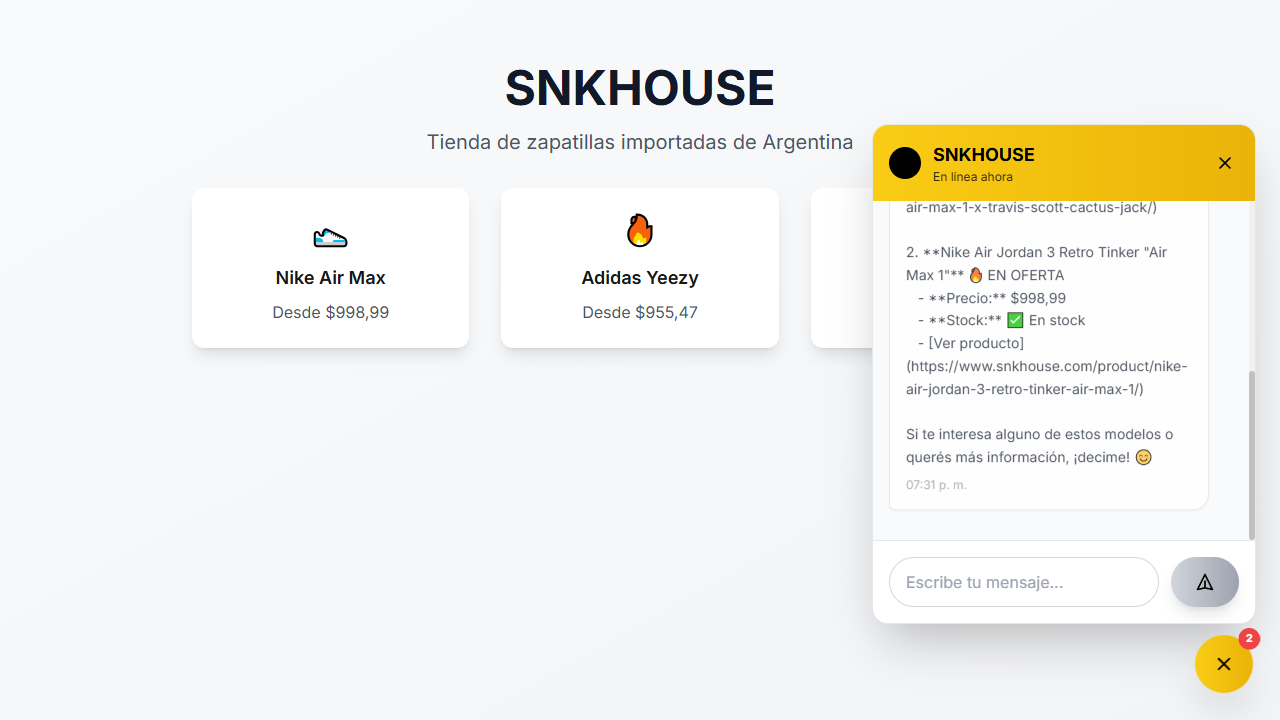 SNKHOUSE
Tienda de zapatillas importadas de Argentina
Nike Air Max
Desde $998,99
Adidas Yeezy
Desde $955,47
SNKHOUSE
En línea ahora
air-max-1-x-travis-scott-cactus-jack/)
2. **Nike Air Jordan 3 Retro Tinker "Air
Max 1"** 🔥 EN OFERTA
- **Precio:** $998,99
- **Stock:** ✅ En stock
- [Ver producto]
(https://www.snkhouse.com/product/nike-
air-jordan-3-retro-tinker-air-max-1/)
Si te interesa alguno de estos modelos o
querés más información, ¡decime! 😊
07:31 p. m.
Escribe tu mensaje...
2